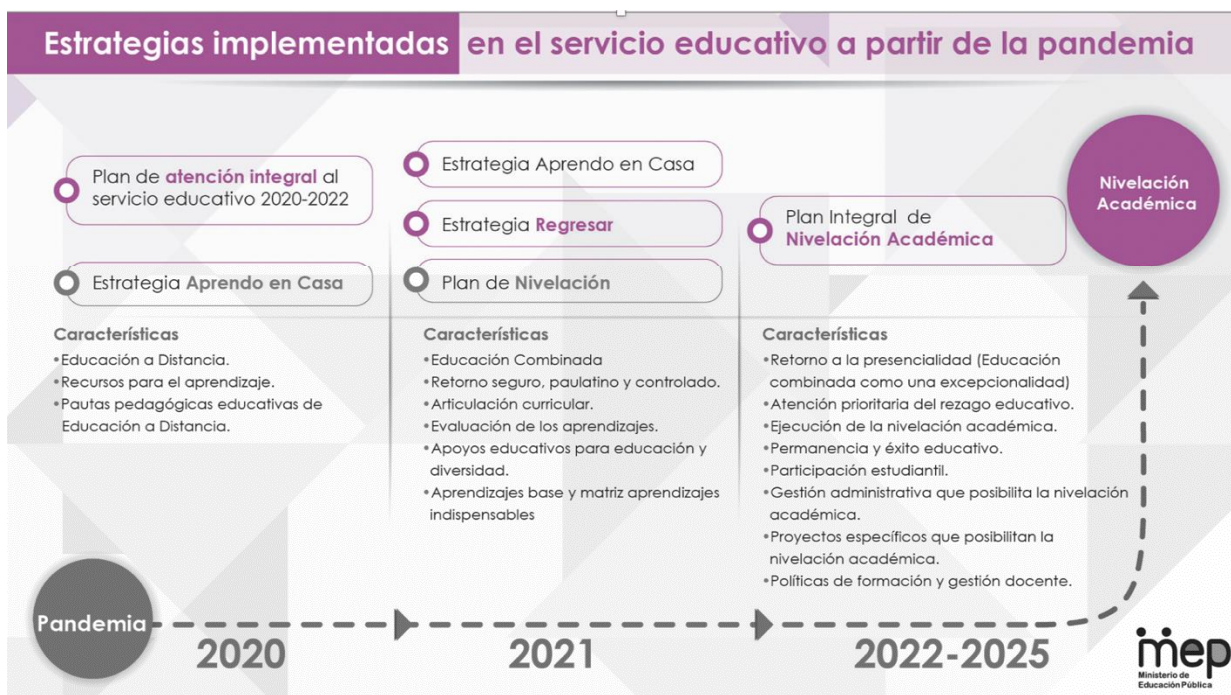 Estrategias implementadas en el servicio educativo a partir de la pandemia
Plan de atención integral al
servicio educativo 2020-2022
Estrategia Aprendo en Casa
Características
•Educación a Distancia.
•Recursos para el aprendizaje.
•Pautas pedagógicas educativas de
Educación a Distancia.
Estrategia Aprendo en Casa
Estrategia Regresar
Plan de Nivelación
Características
•Educación Combinada
•Retorno seguro, paulatino y controlado.
•Articulación curricular.
•Evaluación de los aprendizajes.
•Apoyos educativos para educación y
diversidad.
•Aprendizajes base y matriz aprendizajes
indispensables
Plan Integral de
Nivelación Académica
Características
•Retorno a la presencialidad (Educación
combinada como una excepcionalidad)
•Atención prioritaria del rezago educativo.
•Ejecución de la nivelación académica.
•Permanencia y éxito educativo.
•Participación estudiantil.
•Gestión administrativa que posibilita la nivelación
académica.
•Proyectos específicos que posibilitan la
nivelación académica.
•Políticas de formación y gestión docente.
Nivelación
Académica
Pandemia
2020
2021
2022-2025
mep
Ministerio de
Educación Pública